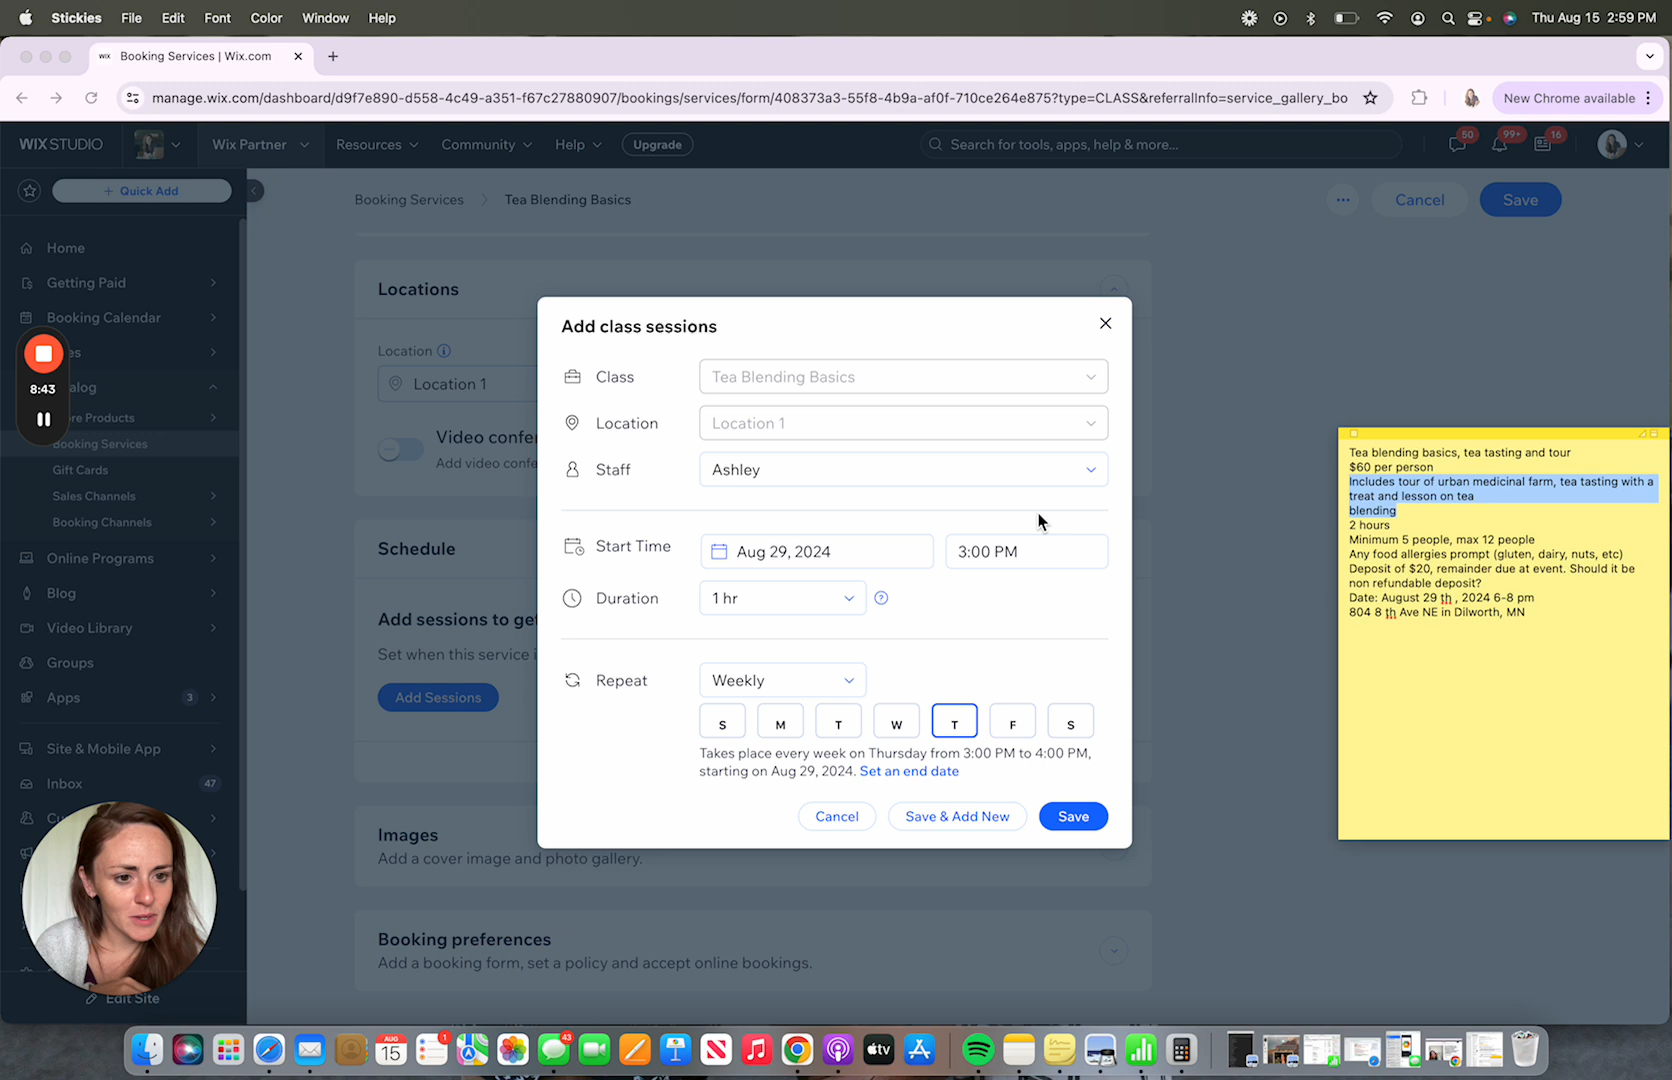 Stickies File Edit Font Color Window Help
Thu Aug 15 2:59 PM
WIX Booking Services | Wix.com
manage.wix.com/dashboard/d9f7e890-d558-4c49-a351-f67c27880907/bookings/services/form/408373a3-55f8-4b9a-af0f-710ce264e875?type=CLASS&referralInfo=service_gallery_bo
New Chrome available
WIX STUDIO Wix Partner Resources Community Help Upgrade
Search for tools, apps, help & more...
50 99+ 16
+ Quick Add
Booking Services > Tea Blending Basics
... Cancel Save
Home
Getting Paid
Booking Calendar
es
8:43
alog
re Products
Booking Services
Gift Cards
Sales Channels
Booking Channels
Online Programs
Blog
Video Library
Groups
Apps 3
Site & Mobile App
Inbox 47
Cu
Edit Site
Locations
Location
Location 1
Video confe
Add video confe
Schedule
Add sessions to get
Set when this service i
Add Sessions
Images
Add a cover image and photo gallery.
Booking preferences
Add a booking form, set a policy and accept online bookings.
Add class sessions
Class Tea Blending Basics
Location Location 1
Staff Ashley
Start Time Aug 29, 2024 3:00 PM
Duration 1 hr
Repeat Weekly
S M T W T F S
Takes place every week on Thursday from 3:00 PM to 4:00 PM,
starting on Aug 29, 2024. Set an end date
Cancel Save & Add New Save
Tea blending basics, tea tasting and tour
$60 per person
Includes tour of urban medicinal farm, tea tasting with a
treat and lesson on tea
blending
2 hours
Minimum 5 people, max 12 people
Any food allergies prompt (gluten, dairy, nuts, etc)
Deposit of $20, remainder due at event. Should it be
non refundable deposit?
Date: August 29 th , 2024 6-8 pm
804 8 th Ave NE in Dilworth, MN
AUG
15
1
43
tv